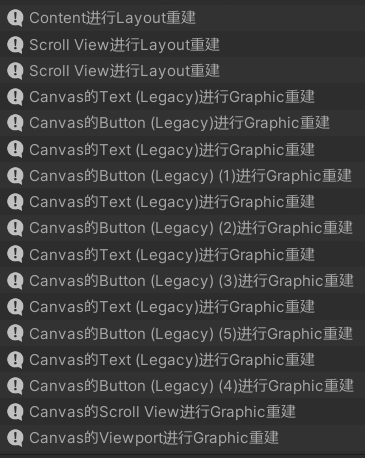 Content进行Layout重建
Scroll View进行Layout重建
Scroll View进行Layout重建
Canvas的Text (Legacy)进行Graphic重建
Canvas的Button (Legacy)进行Graphic重建
Canvas的Text (Legacy)进行Graphic重建
Canvas的Button (Legacy) (1)进行Graphic重建
Canvas的Text (Legacy)进行Graphic重建
Canvas的Button (Legacy) (2)进行Graphic重建
Canvas的Text (Legacy)进行Graphic重建
Canvas的Button (Legacy) (3)进行Graphic重建
Canvas的Text (Legacy)进行Graphic重建
Canvas的Button (Legacy) (5)进行Graphic重建
Canvas的Text (Legacy)进行Graphic重建
Canvas的Button (Legacy) (4)进行Graphic重建
Canvas的Scroll View进行Graphic重建
Canvas的Viewport进行Graphic重建